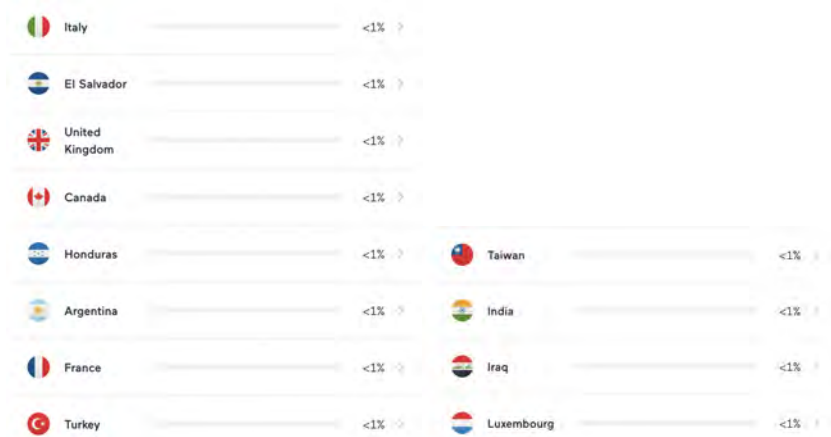 Italy <1%
El Salvador <1%
United
Kingdom <1%
Canada <1%
Honduras <1%
Argentina <1%
France <1%
Turkey <1%
Taiwan <1%
India <1%
Iraq <1%
Luxembourg <1%